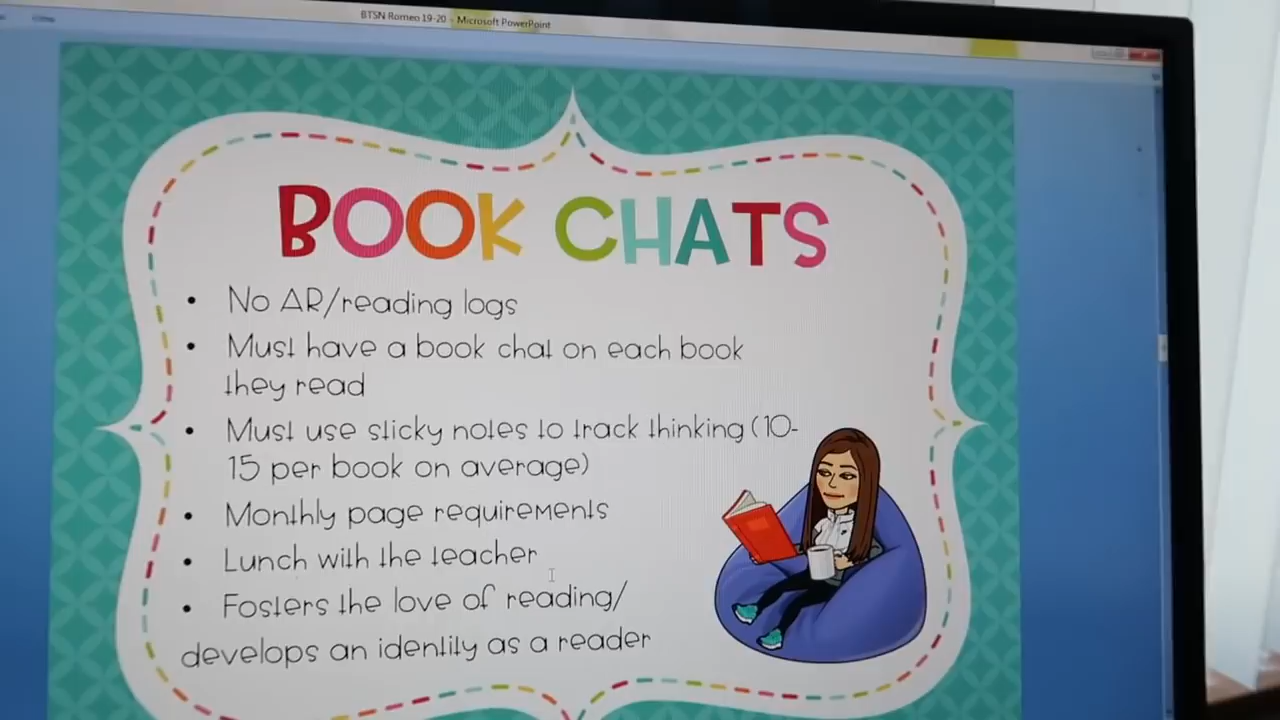 BTSN Romeo 19-20 - Microsoft PowerPoint
BOOK CHATS
• No AR/reading logs
• Must have a book chat on each book
they read
• Must use sticky notes to track thinking (10-
15 per book on average)
• Monthly page requirements
• Lunch with the teacher
• Fosters the love of reading/
develops an identity as a reader